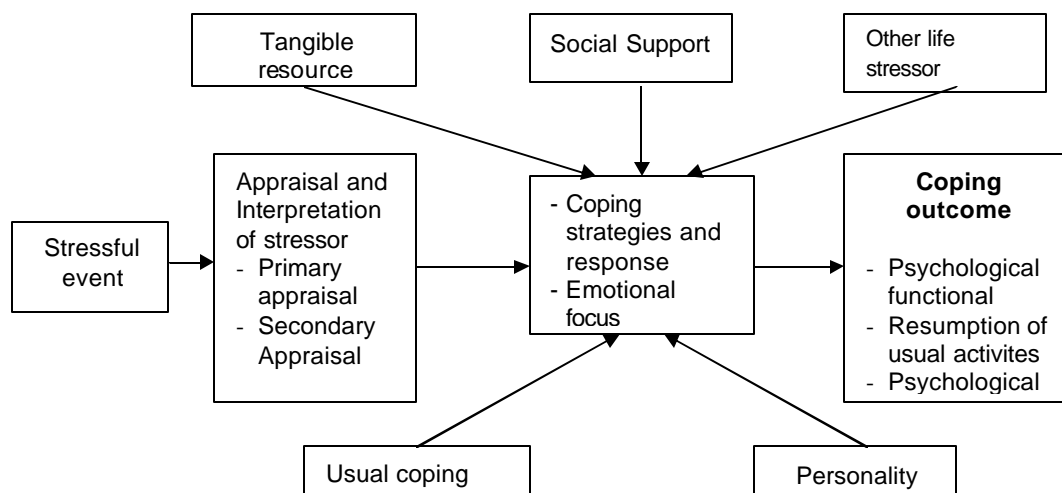 Tangible
resource
Social Support
Other life
stressor
Stressful
event
Appraisal and
Interpretation
of stressor
- Primary
appraisal
- Secondary
Appraisal
- Coping
strategies and
response
- Emotional
focus
Coping
outcome
- Psychological
functional
- Resumption of
usual activites
- Psychological
Usual coping
Personality